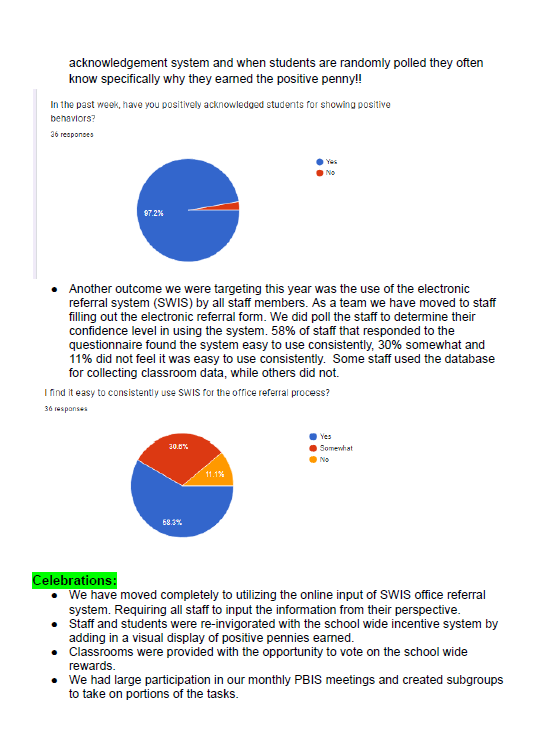 acknowledgement system and when students are randomly polled they often
know specifically why they earned the positive penny!!
In the past week, have you positively acknowledged students for showing positive
behaviors?
36 responses
Yes
No
97.2%
● Another outcome we were targeting this year was the use of the electronic
referral system (SWIS) by all staff members. As a team we have moved to staff
filling out the electronic referral form. We did poll the staff to determine their
confidence level in using the system. 58% of staff that responded to the
questionnaire found the system easy to use consistently, 30% somewhat and
11% did not feel it was easy to use consistently.  Some staff used the database
for collecting classroom data, while others did not.
I find it easy to consistently use SWIS for the office referral process?
36 responses
Yes
Somewhat
No
30.6%
11.1%
58.3%
Celebrations:
● We have moved completely to utilizing the online input of SWIS office referral
system. Requiring all staff to input the information from their perspective.
● Staff and students were re-invigorated with the school wide incentive system by
adding in a visual display of positive pennies earned.
● Classrooms were provided with the opportunity to vote on the school wide
rewards.
● We had large participation in our monthly PBIS meetings and created subgroups
to take on portions of the tasks.